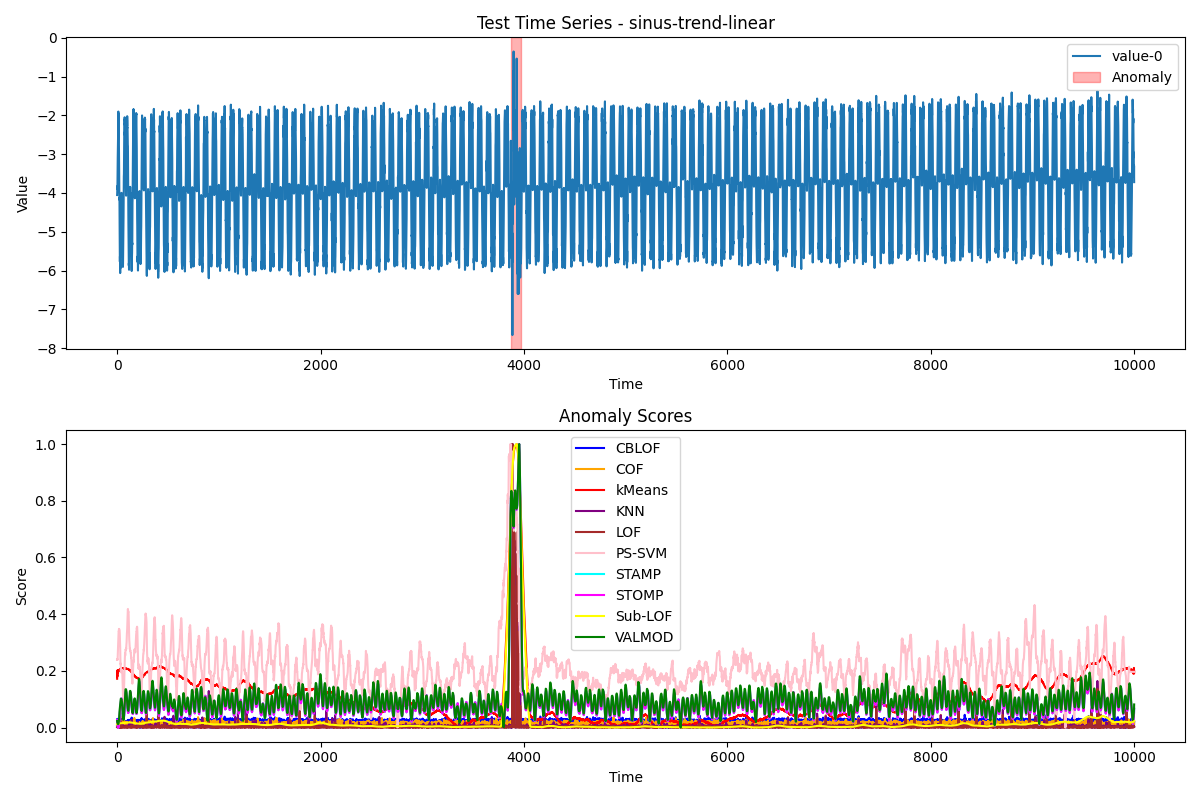 Test Time Series - sinus-trend-linear
Value
0
−1
−2
−3
−4
−5
−6
−7
−8
value-0
Anomaly
0 2000 4000 6000 8000 10000
Time
Anomaly Scores
Score
1.0
0.8
0.6
0.4
0.2
0.0
CBLOF
COF
kMeans
KNN
LOF
PS-SVM
STAMP
STOMP
Sub-LOF
VALMOD
0 2000 4000 6000 8000 10000
Time